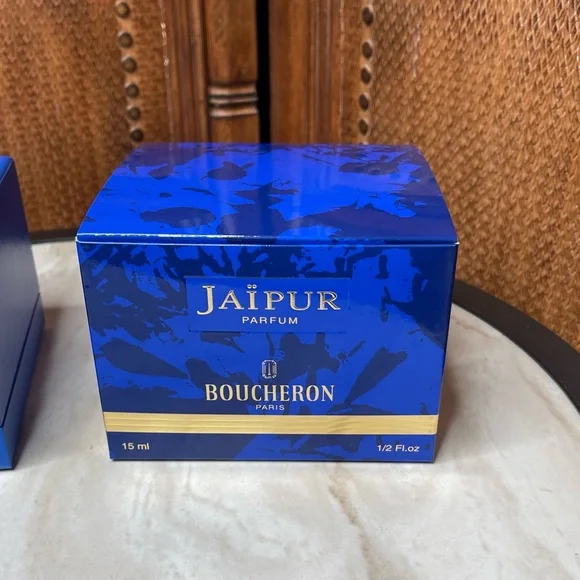 JAÏPUR
PARFUM
BOUCHERON
PARIS
15 ml 1/2 Fl.oz